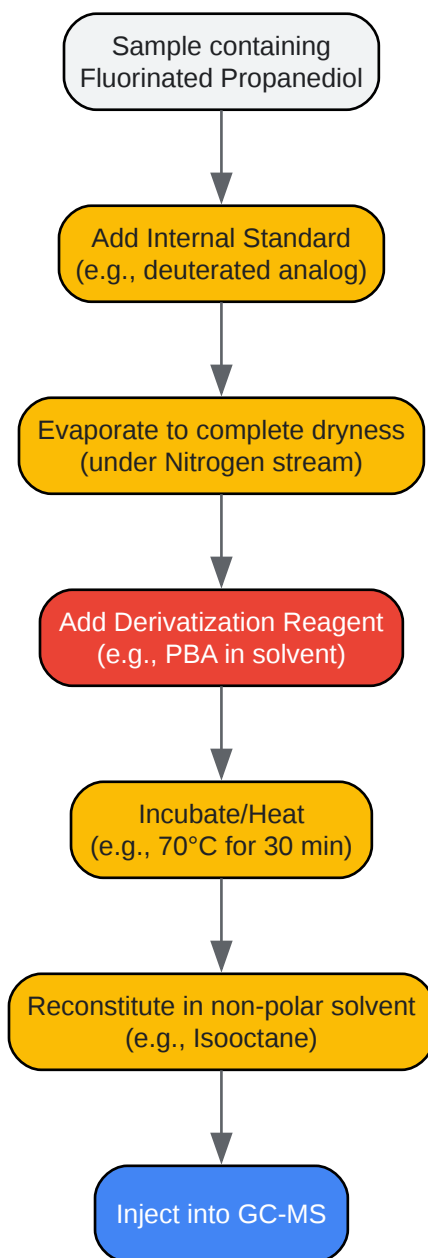 Sample containing
Fluorinated Propanediol
Add Internal Standard
(e.g., deuterated analog)
Evaporate to complete dryness
(under Nitrogen stream)
Add Derivatization Reagent
(e.g., PBA in solvent)
Incubate/Heat
(e.g., 70°C for 30 min)
Reconstitute in non-polar solvent
(e.g., Isooctane)
Inject into GC-MS